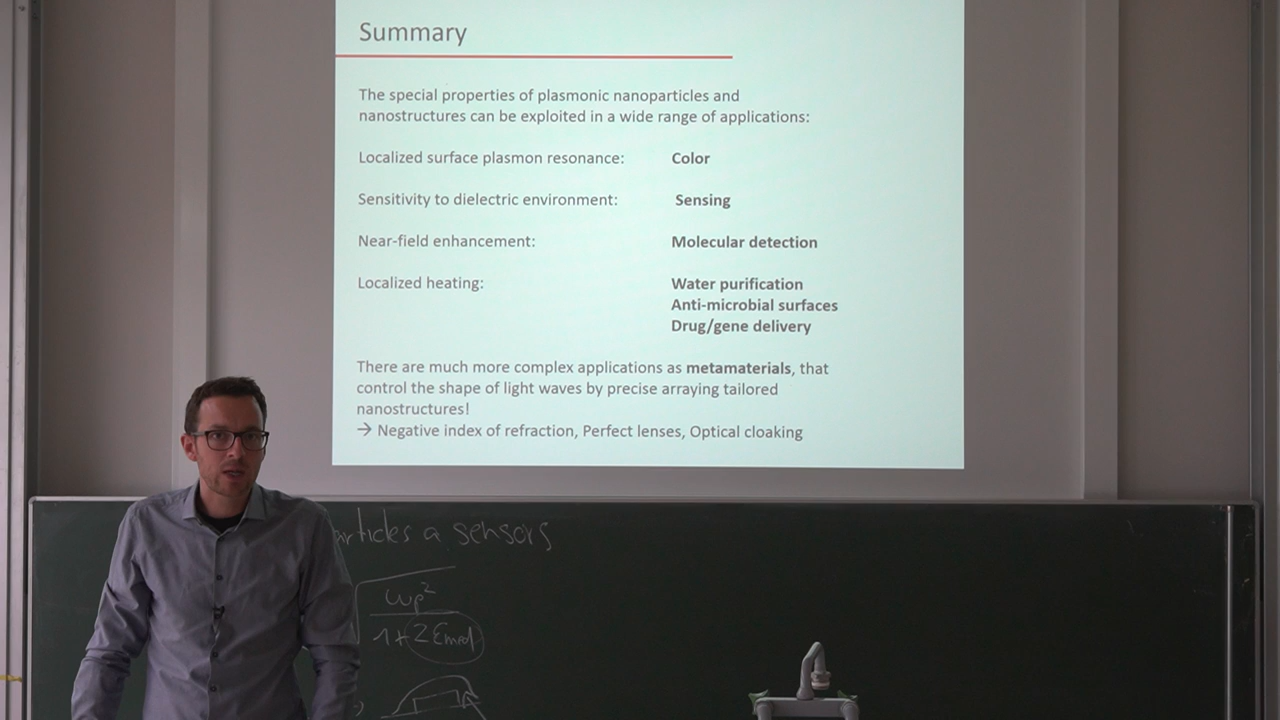 Summary
The special properties of plasmonic nanoparticles and
nanostructures can be exploited in a wide range of applications:
Localized surface plasmon resonance: Color
Sensitivity to dielectric environment: Sensing
Near-field enhancement: Molecular detection
Localized heating: Water purification
Anti-microbial surfaces
Drug/gene delivery
There are much more complex applications as metamaterials, that
control the shape of light waves by precise arraying tailored
nanostructures!
→ Negative index of refraction, Perfect lenses, Optical cloaking
articles a sensors
ωp²
1+2εmed